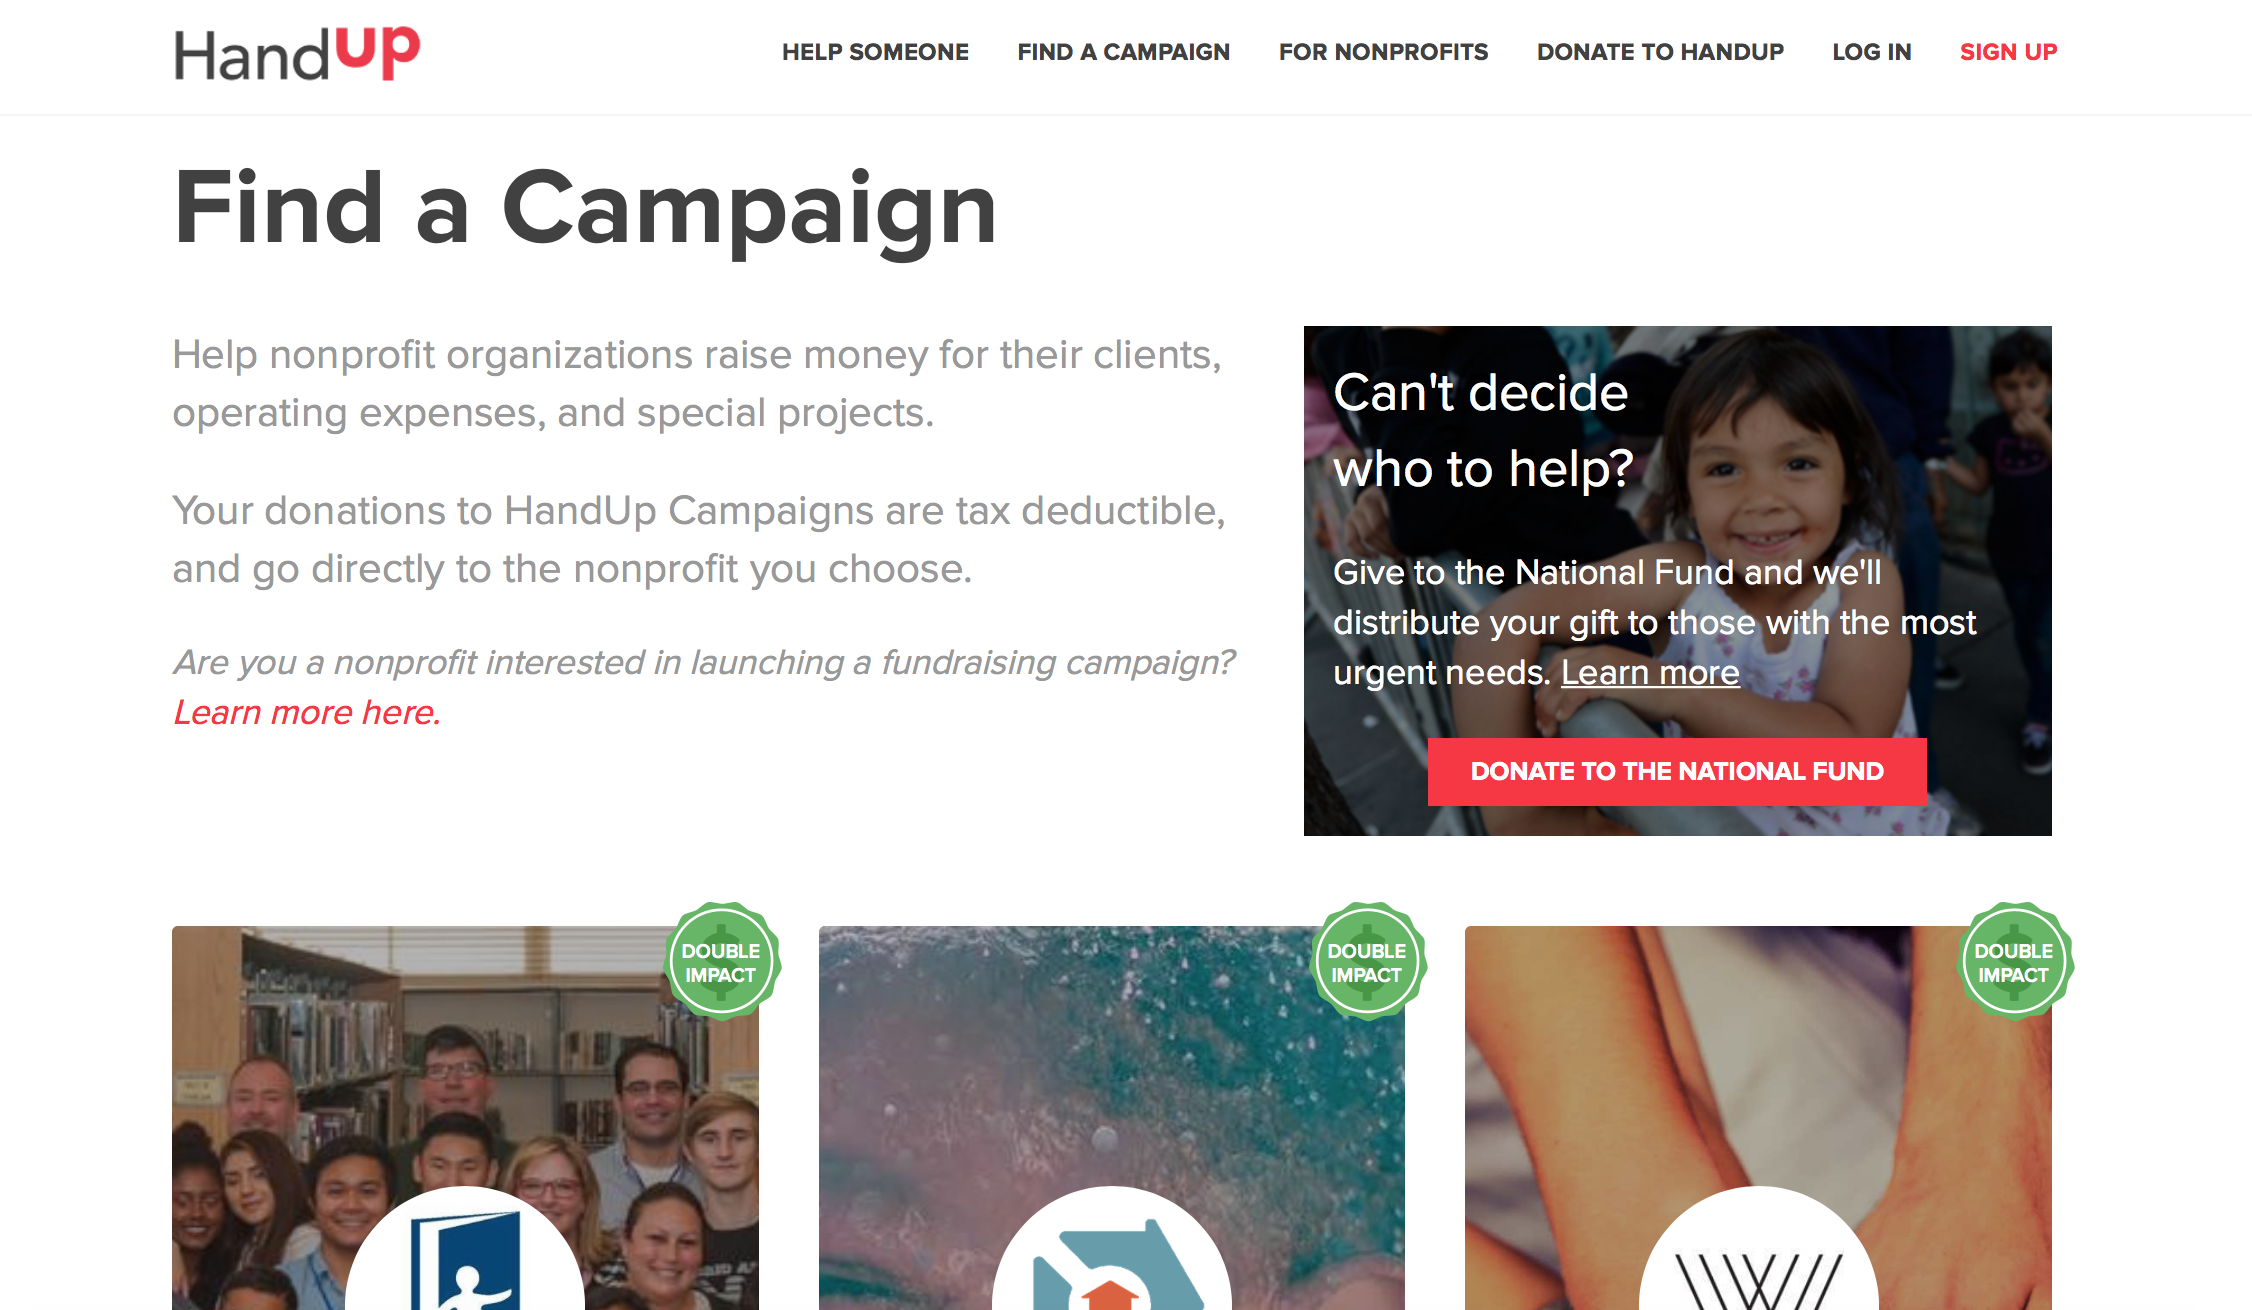 HandUp
HELP SOMEONE
FIND A CAMPAIGN
FOR NONPROFITS
DONATE TO HANDUP
LOG IN
SIGN UP
Find a Campaign
Help nonprofit organizations raise money for their clients,
operating expenses, and special projects.
Your donations to HandUp Campaigns are tax deductible,
and go directly to the nonprofit you choose.
Are you a nonprofit interested in launching a fundraising campaign?
Learn more here.
Can't decide
who to help?
Give to the National Fund and we'll
distribute your gift to those with the most
urgent needs. Learn more
DONATE TO THE NATIONAL FUND
DOUBLE
IMPACT
DOUBLE
IMPACT
DOUBLE
IMPACT